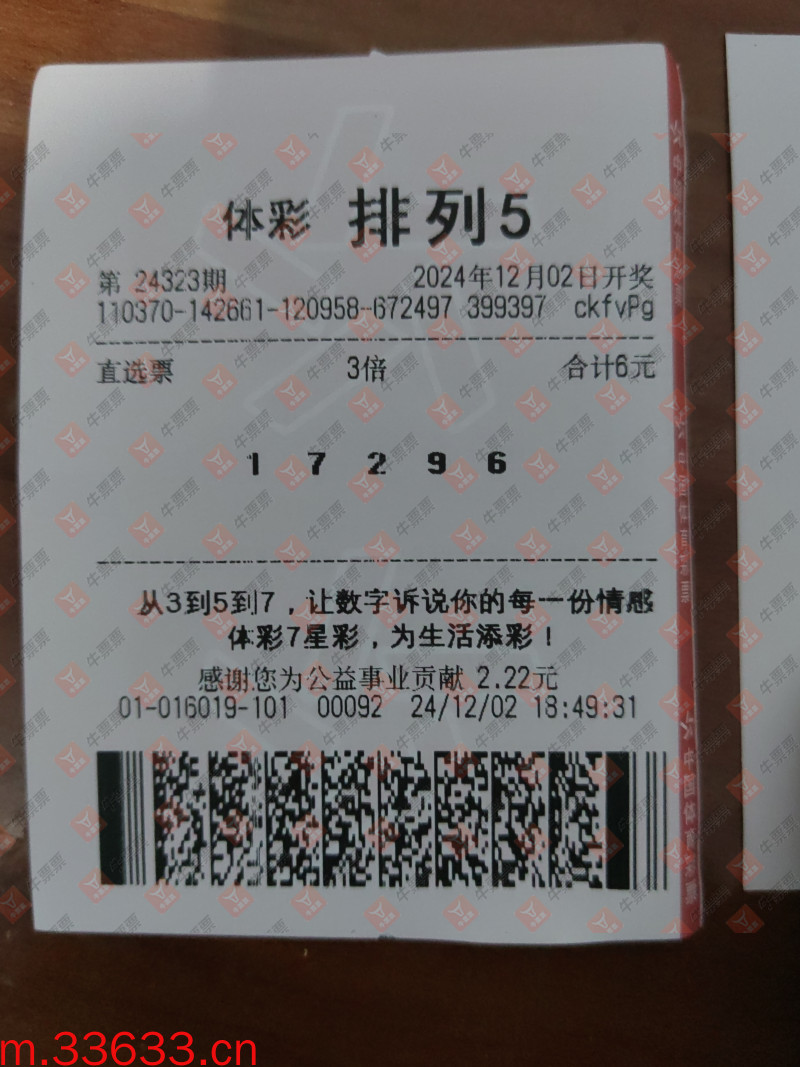 体彩 排列5
第 24323期 2024年12月02日开奖
110370-142661-120958-672497 399397 ckfvPg
直选票 3倍 合计6元
1 7 2 9 6
从3到5到7，让数字诉说你的每一份情感
体彩7星彩，为生活添彩！
感谢您为公益事业贡献 2.22元
01-016019-101 00092 24/12/02 18:49:31
牛票票
m.33633.cn